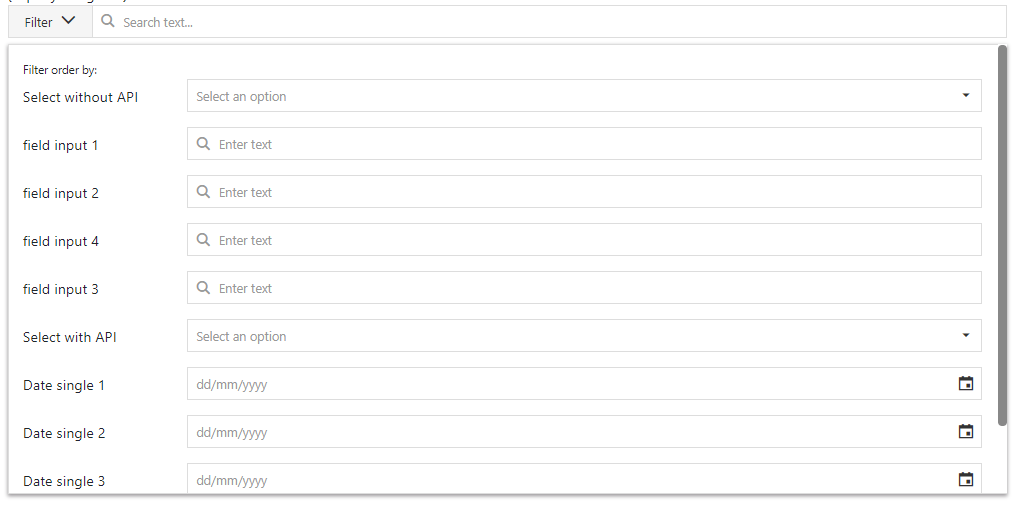 Filter
Search text...
Filter order by:
Select without API
Select an option
field input 1
Enter text
field input 2
Enter text
field input 4
Enter text
field input 3
Enter text
Select with API
Select an option
Date single 1
dd/mm/yyyy
Date single 2
dd/mm/yyyy
Date single 3
dd/mm/yyyy